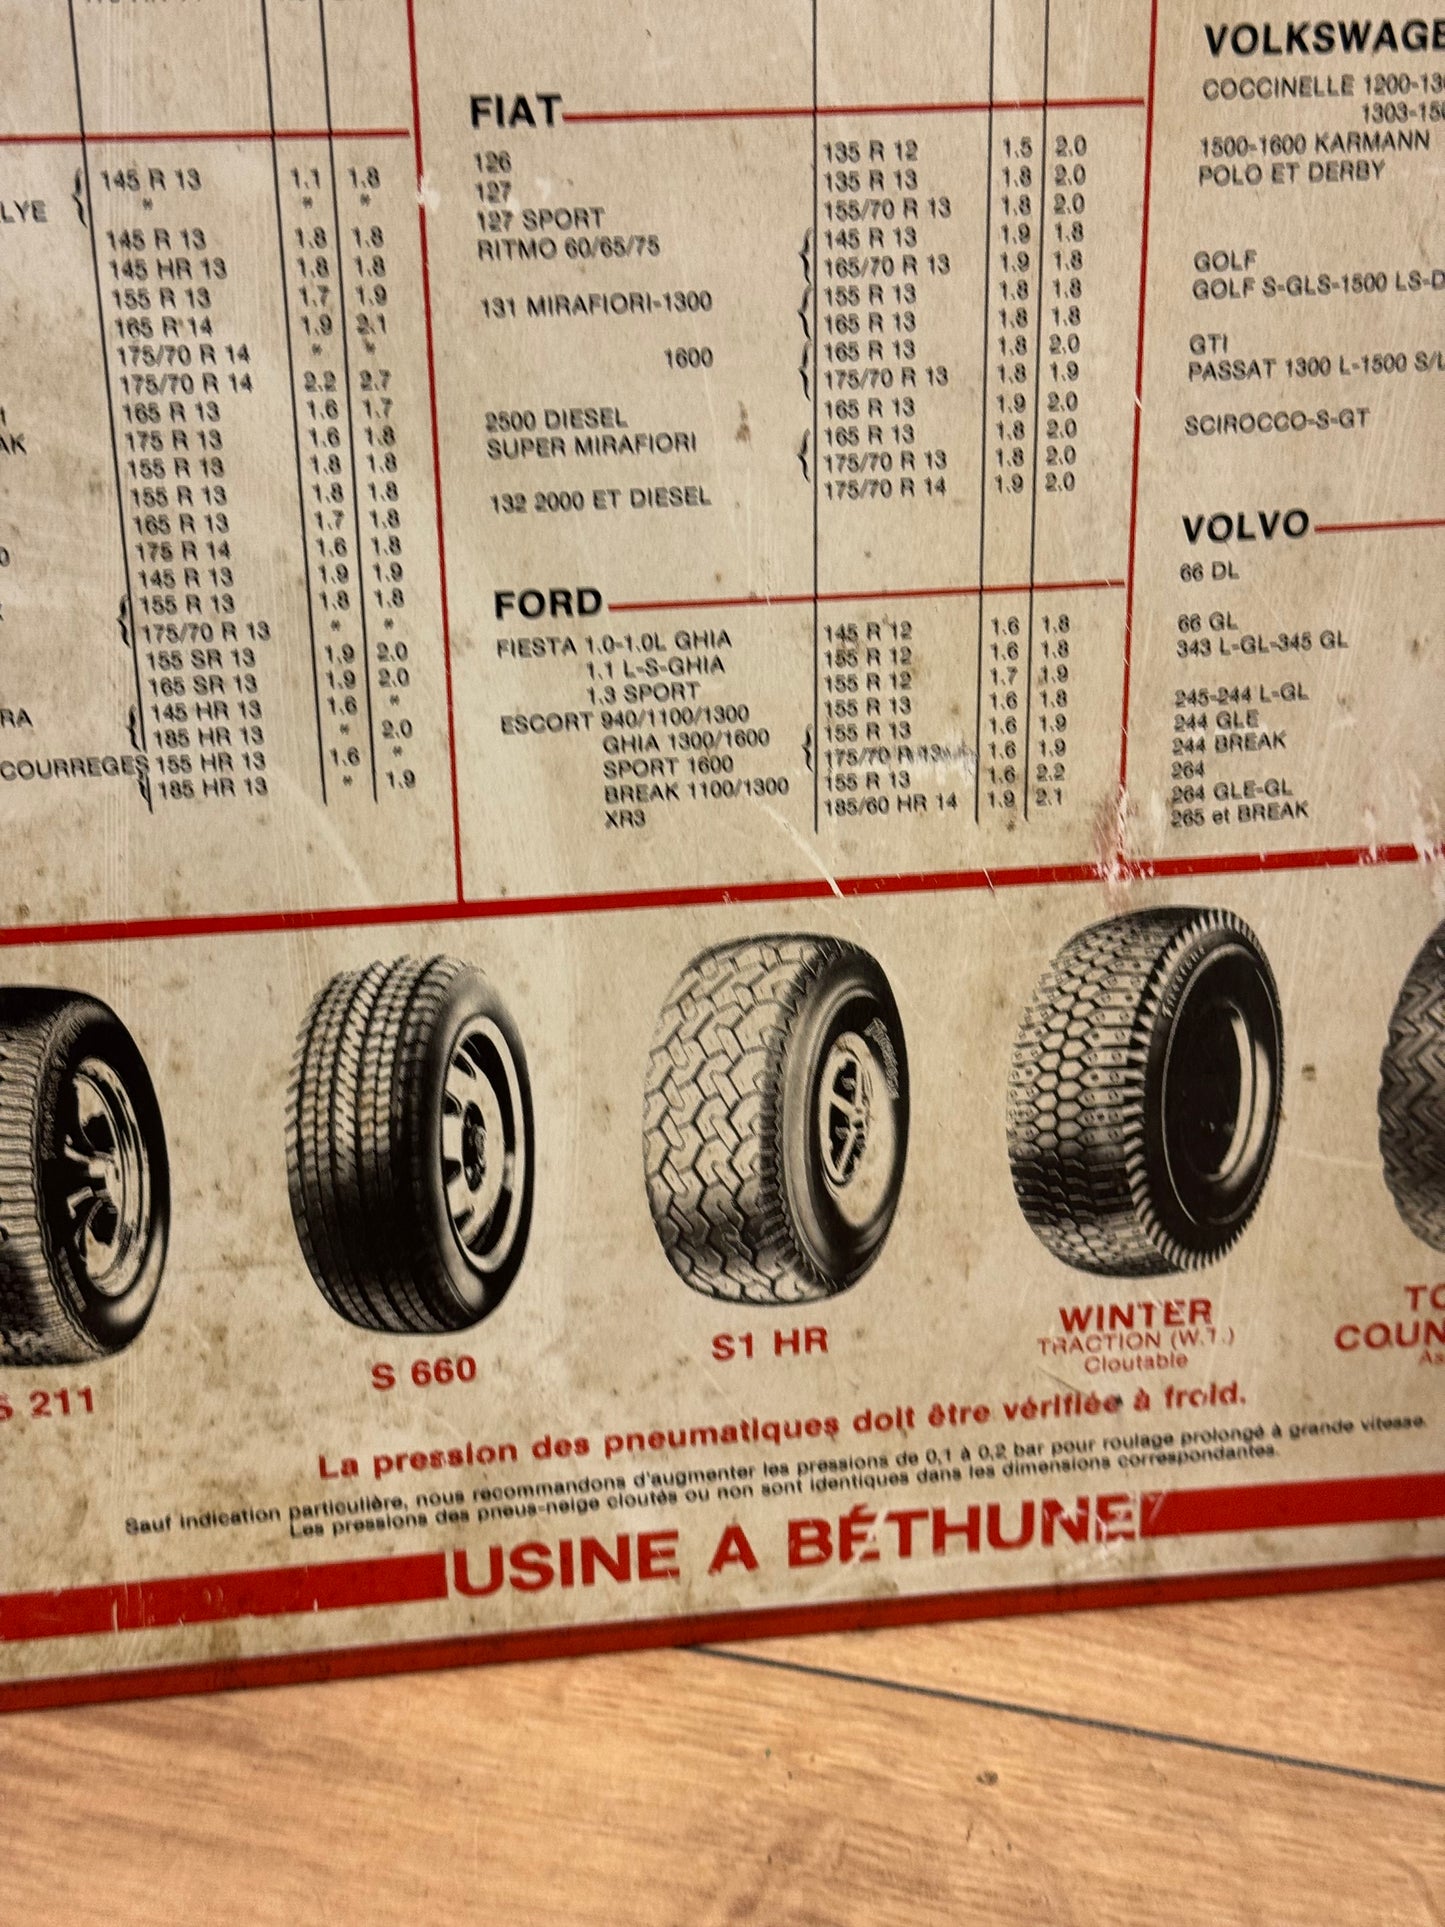 LYE
145 R 13 1.1 1.8
" " "
145 R 13 1.8 1.8
145 HR 13 1.8 1.8
155 R 13 1.7 1.9
165 R 14 1.9 2.1
175/70 R 14 " "
175/70 R 14 2.2 2.7
165 R 13 1.6 1.7
AK 175 R 13 1.6 1.8
155 R 13 1.8 1.8
155 R 13 1.8 1.8
165 R 13 1.7 1.8
175 R 14 1.6 1.8
145 R 13 1.9 1.9
155 R 13 1.8 1.8
175/70 R 13 " "
155 SR 13 1.9 2.0
165 SR 13 1.9 2.0
RA 145 HR 13 1.6 "
185 HR 13 " 2.0
COURREGES 155 HR 13 1.6 "
185 HR 13 " 1.9
FIAT
126 135 R 12 1.5 2.0
127 135 R 13 1.8 2.0
127 SPORT 155/70 R 13 1.8 2.0
RITMO 60/65/75 145 R 13 1.9 1.8
165/70 R 13 1.9 1.8
131 MIRAFIORI-1300 155 R 13 1.8 1.8
165 R 13 1.8 1.8
1600 165 R 13 1.8 2.0
175/70 R 13 1.8 1.9
2500 DIESEL 165 R 13 1.9 2.0
SUPER MIRAFIORI 165 R 13 1.8 2.0
175/70 R 13 1.8 2.0
132 2000 ET DIESEL 175/70 R 14 1.9 2.0
FORD
FIESTA 1.0-1.0L GHIA 145 R 12 1.6 1.8
1.1 L-S-GHIA 155 R 12 1.6 1.8
1.3 SPORT 155 R 12 1.7 1.9
ESCORT 940/1100/1300 155 R 13 1.6 1.8
GHIA 1300/1600 155 R 13 1.6 1.9
SPORT 1600 175/70 R 13 1.6 1.9
BREAK 1100/1300 155 R 13 1.6 2.2
XR3 185/60 HR 14 1.9 2.1
VOLKSWAGE
COCCINELLE 1200-130
1303-150
1500-1600 KARMANN
POLO ET DERBY
GOLF
GOLF S-GLS-1500 LS-D
GTI
PASSAT 1300 L-1500 S/L
SCIROCCO-S-GT
VOLVO
66 DL
66 GL
343 L-GL-345 GL
245-244 L-GL
244 GLE
244 BREAK
264
264 GLE-GL
265 et BREAK
S 211
S 660
S1 HR
WINTER
TRACTION (W.T.)
Cloutable
TO
COUN
As
La pression des pneumatiques doit être vérifiée à froid.
Sauf indication particulière, nous recommandons d'augmenter les pressions de 0,1 à 0,2 bar pour roulage prolongé à grande vitesse.
Les pressions des pneus-neige cloutés ou non sont identiques dans les dimensions correspondantes.
USINE A BÉTHUNE